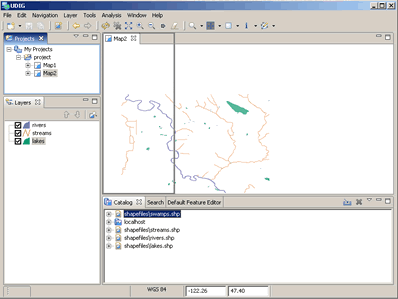 UDIG
File Edit Navigation Layer Tools Analysis Window Help
Projects
My Projects
project
Map1
Map2
Layers
rivers
streams
lakes
Map2
Catalog Search Default Feature Editor
shapefiles\swamps.shp
localhost
shapefiles\streams.shp
shapefiles\rivers.shp
shapefiles\lakes.shp
WGS 84 -122.26 47.40